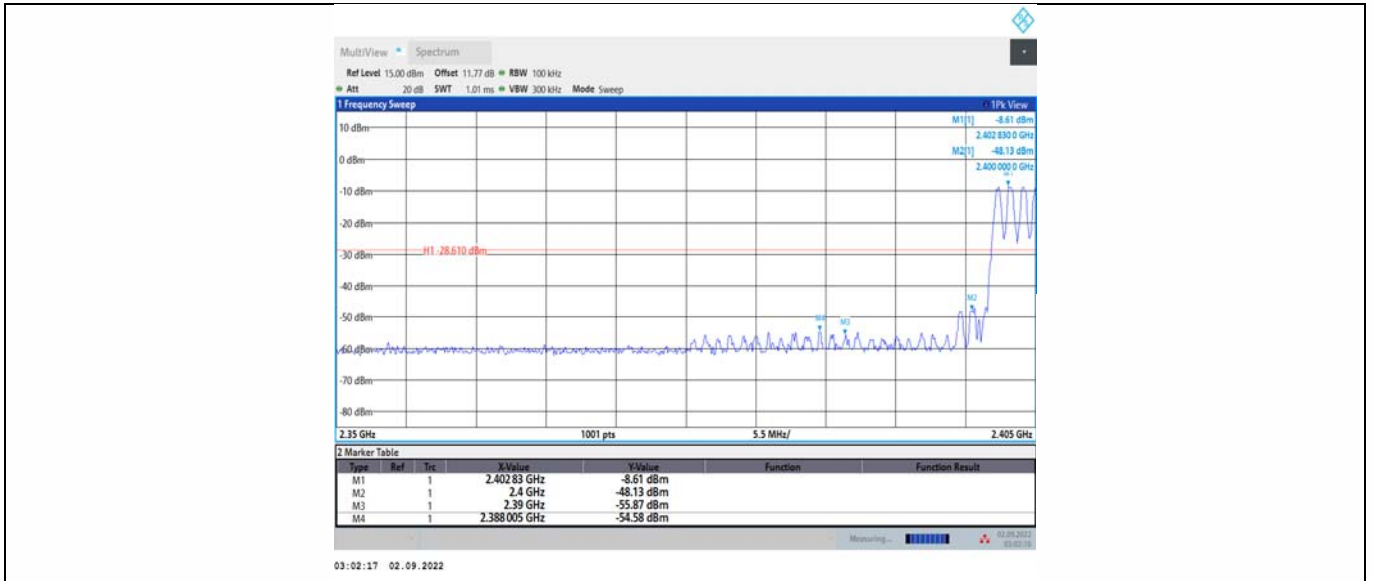 MultiView Spectrum
Ref Level 15.00 dBm Offset 11.77 dB RBW 100 kHz
Att 20 dB SWT 1.01 ms VBW 300 kHz Mode Sweep
1 Frequency Sweep 1Pk View
M1[1] -8.61 dBm
2.402 830 0 GHz
M2[1] -48.13 dBm
2.400 000 0 GHz
10 dBm
0 dBm
M1
-10 dBm
-20 dBm
H1 -28.610 dBm
-30 dBm
-40 dBm
M2
-50 dBm
M4 M3
-60 dBm
-70 dBm
-80 dBm
2.35 GHz 1001 pts 5.5 MHz/ 2.405 GHz
2 Marker Table
Type Ref Trc X-Value Y-Value Function Function Result
M1 1 2.402 83 GHz -8.61 dBm
M2 1 2.4 GHz -48.13 dBm
M3 1 2.39 GHz -55.87 dBm
M4 1 2.388 005 GHz -54.58 dBm
Measuring... 02.09.2022
03:02:16
03:02:17 02.09.2022